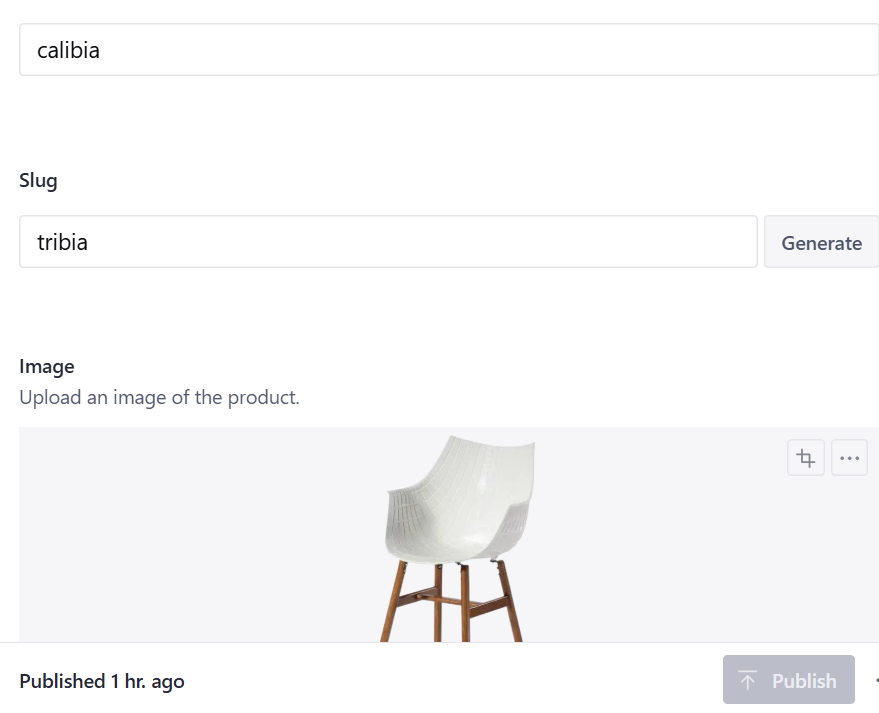 calibia
Slug
tribia
Generate
Image
Upload an image of the product.
Published 1 hr. ago
Publish